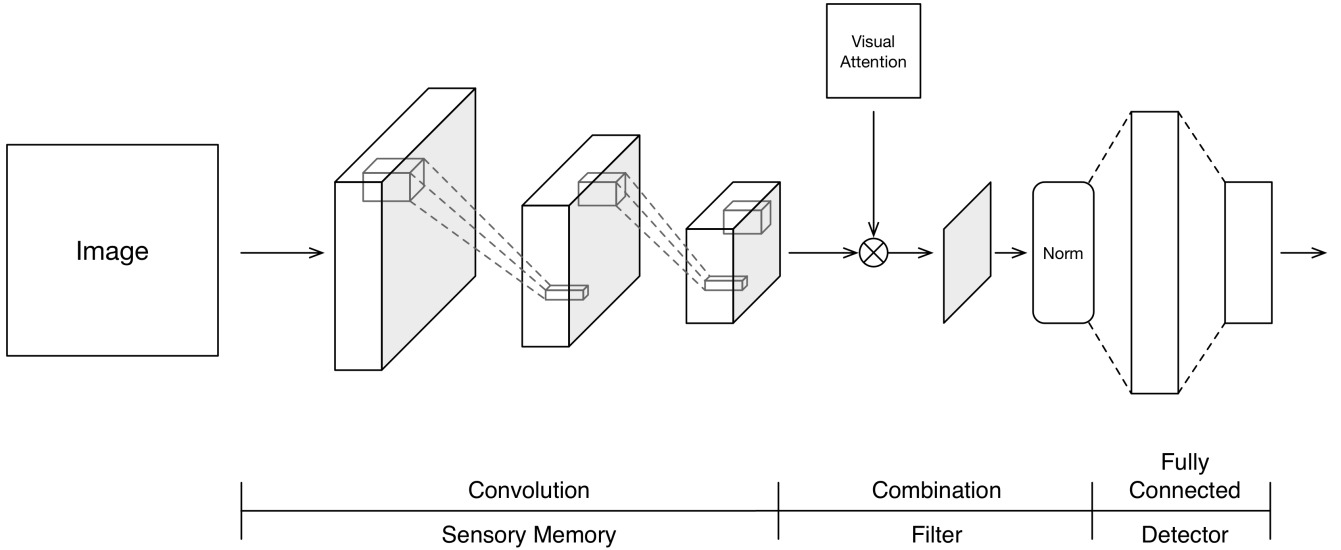 Visual
Attention
Image
Norm
Convolution
Combination
Fully
Connected
Sensory Memory
Filter
Detector